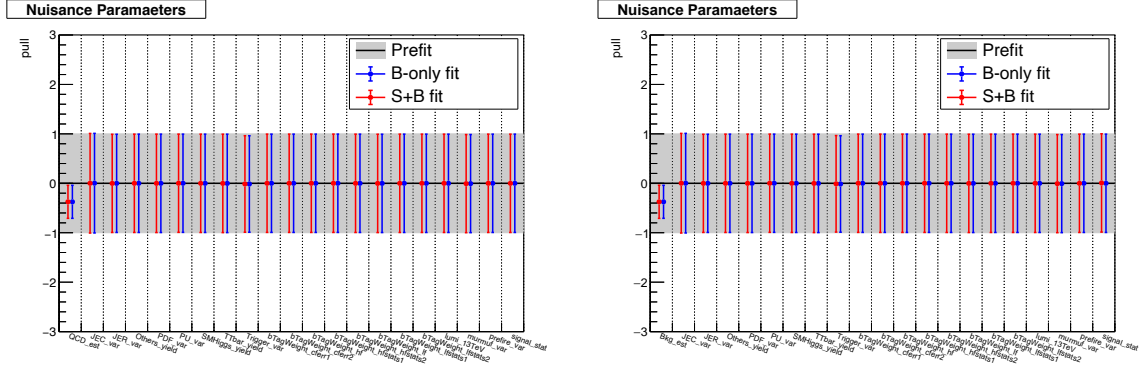 Nuisance Paramaeters
pull
3
2
1
0
−1
−2
−3
Prefit
B-only fit
S+B fit
QCD_est
JEC_var
JER_var
Others_yield
PDF_var
PU_var
SMHiggs_yield
TTbar_yield
Trigger_var
bTagWeight_cferr1
bTagWeight_cferr2
bTagWeight_hf
bTagWeight_hfstats1
bTagWeight_hfstats2
bTagWeight_lf
bTagWeight_lfstats1
bTagWeight_lfstats2
lumi_13TeV
murmuf_var
prefire_var
signal_stat
Nuisance Paramaeters
pull
3
2
1
0
−1
−2
−3
Prefit
B-only fit
S+B fit
Bkg_est
JEC_var
JER_var
Others_yield
PDF_var
PU_var
SMHiggs_yield
TTbar_yield
Trigger_var
bTagWeight_cferr1
bTagWeight_cferr2
bTagWeight_hf
bTagWeight_hfstats1
bTagWeight_hfstats2
bTagWeight_lf
bTagWeight_lfstats1
bTagWeight_lfstats2
lumi_13TeV
murmuf_var
prefire_var
signal_stat